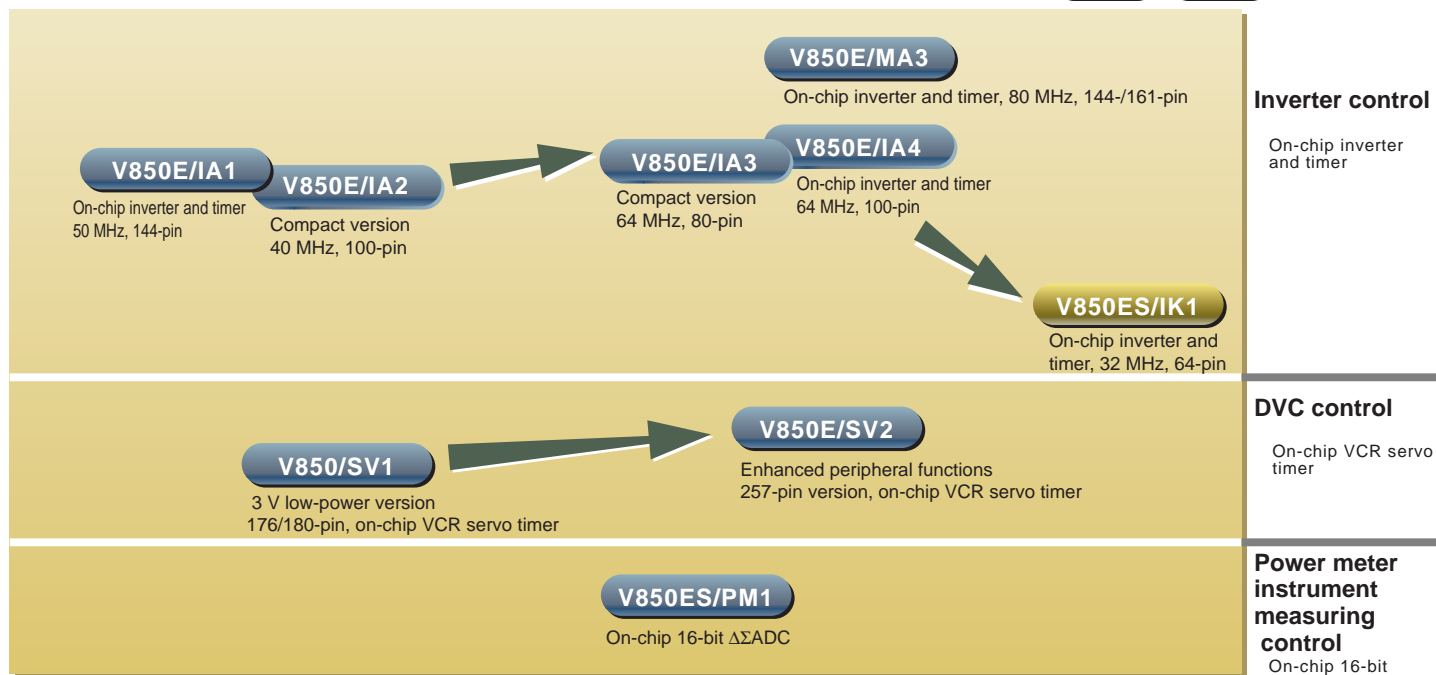 V850E/MA3
On-chip inverter and timer, 80 MHz, 144-/161-pin
V850E/IA1
On-chip inverter and timer
50 MHz, 144-pin
V850E/IA2
Compact version
40 MHz, 100-pin
V850E/IA3
Compact version
64 MHz, 80-pin
V850E/IA4
On-chip inverter and timer
64 MHz, 100-pin
V850ES/IK1
On-chip inverter and
timer, 32 MHz, 64-pin
Inverter control
On-chip inverter
and timer
V850/SV1
3 V low-power version
176/180-pin, on-chip VCR servo timer
V850E/SV2
Enhanced peripheral functions
257-pin version, on-chip VCR servo timer
DVC control
On-chip VCR servo
timer
V850ES/PM1
On-chip 16-bit ΔΣADC
Power meter
instrument
measuring
control
On-chip 16-bit